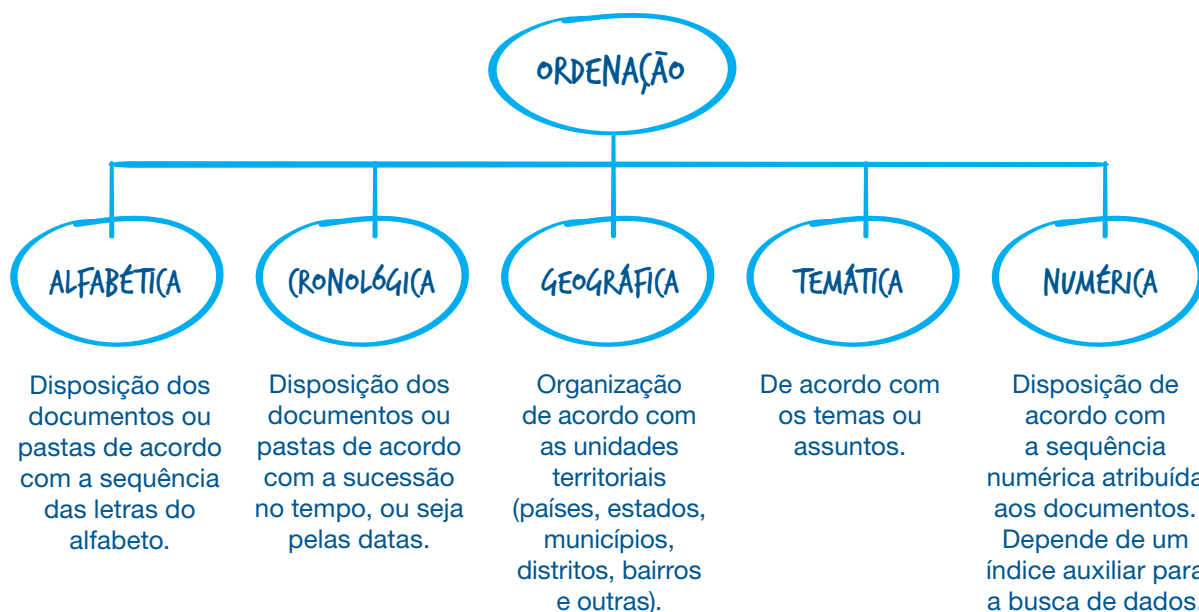 ORDENAÇÃO
ALFABÉTICA
Disposição dos
documentos ou
pastas de acordo
com a sequência
das letras do
alfabeto.
CRONOLÓGICA
Disposição dos
documentos ou
pastas de acordo
com a sucessão
no tempo, ou seja
pelas datas.
GEOGRÁFICA
Organização
de acordo com
as unidades
territoriais
(países, estados,
municípios,
distritos, bairros
e outras).
TEMÁTICA
De acordo com
os temas ou
assuntos.
NUMÉRICA
Disposição de
acordo com
a sequência
numérica atribuída
aos documentos.
Depende de um
índice auxiliar para
a busca de dados.